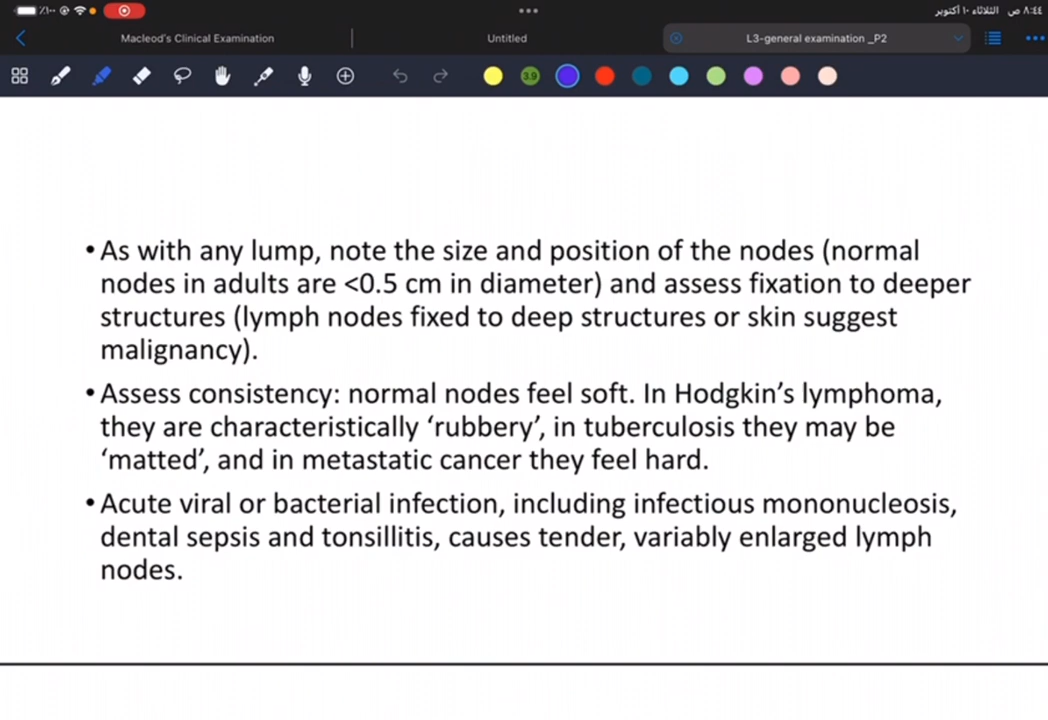 ٨:٤٤ ص الثلاثاء ١٠ أكتوبر
٪١٠٠
Macleod's Clinical Examination
Untitled
L3-general examination _P2
3.9
• As with any lump, note the size and position of the nodes (normal
nodes in adults are <0.5 cm in diameter) and assess fixation to deeper
structures (lymph nodes fixed to deep structures or skin suggest
malignancy).
• Assess consistency: normal nodes feel soft. In Hodgkin's lymphoma,
they are characteristically ‘rubbery’, in tuberculosis they may be
‘matted’, and in metastatic cancer they feel hard.
• Acute viral or bacterial infection, including infectious mononucleosis,
dental sepsis and tonsillitis, causes tender, variably enlarged lymph
nodes.